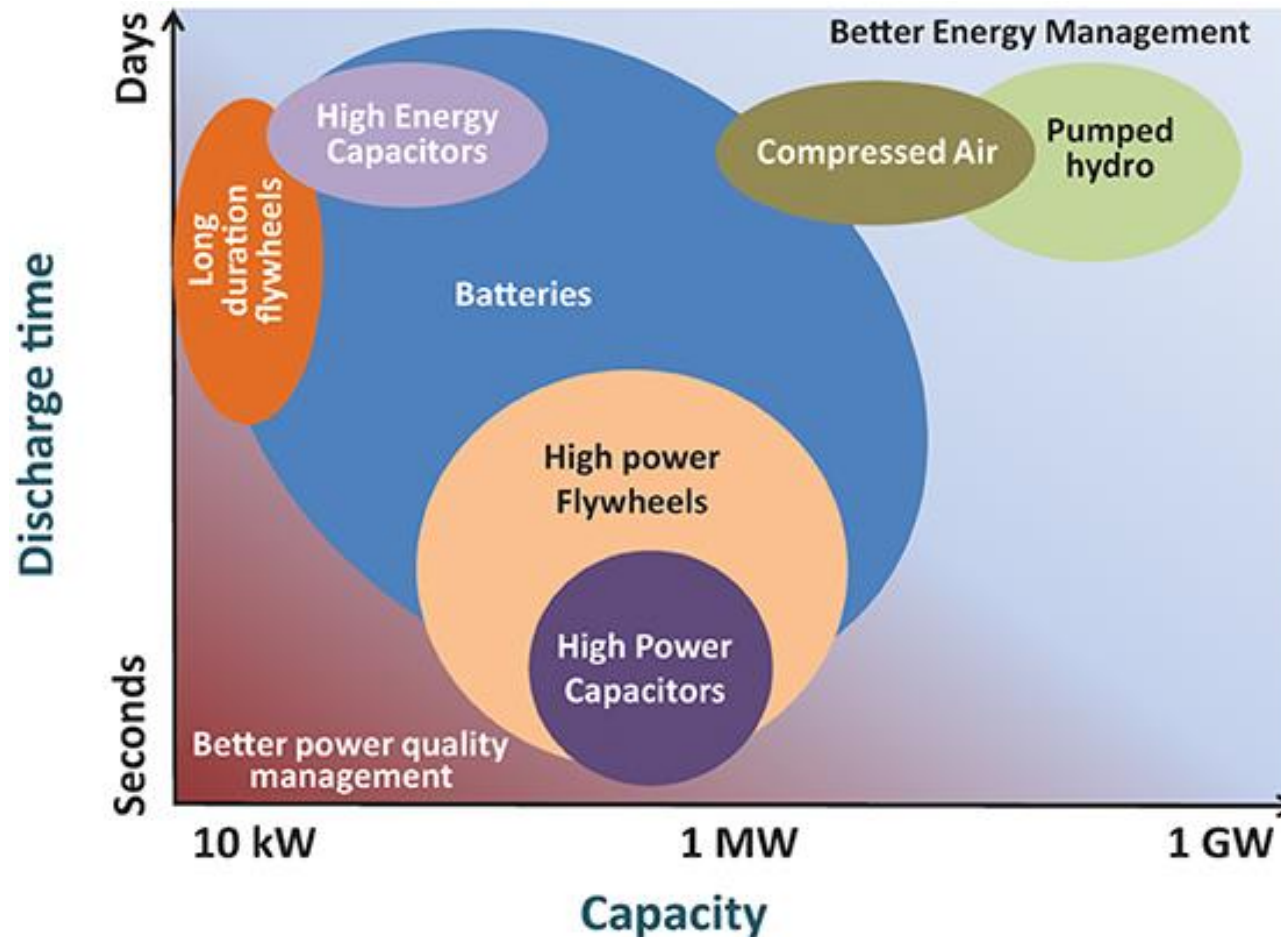 Days
Better Energy Management
High Energy
Capacitors
Compressed Air
Pumped
hydro
Long
duration
flywheels
Batteries
Discharge time
High power
Flywheels
High Power
Capacitors
Seconds
Better power quality
management
10 kW
1 MW
1 GW
Capacity